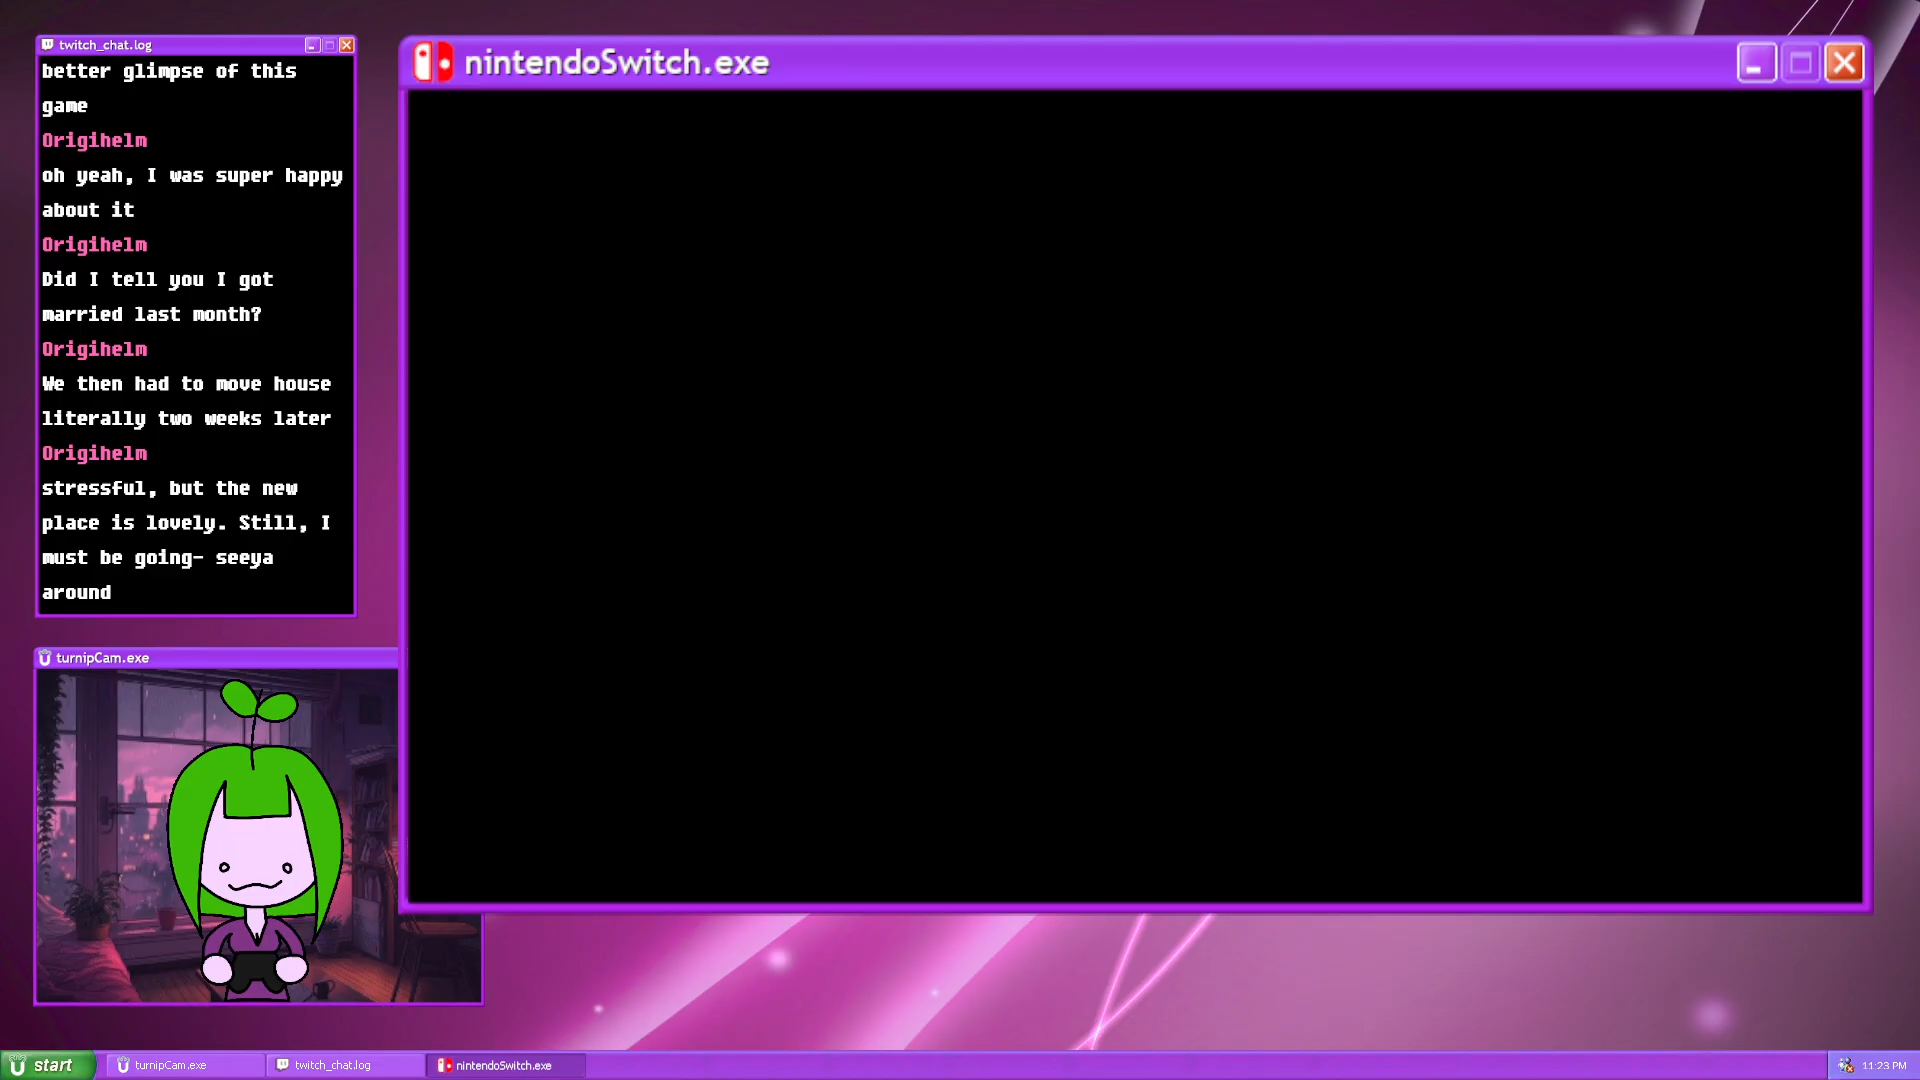 twitch_chat.log
better glimpse of this
game
Origihelm
oh yeah, I was super happy
about it
Origihelm
Did I tell you I got
married last month?
Origihelm
We then had to move house
literally two weeks later
Origihelm
stressful, but the new
place is lovely. Still, I
must be going- seeya
around
turnipCam.exe
nintendoSwitch.exe
start
turnipCam.exe
twitch_chat.log
nintendoSwitch.exe
11:23 PM